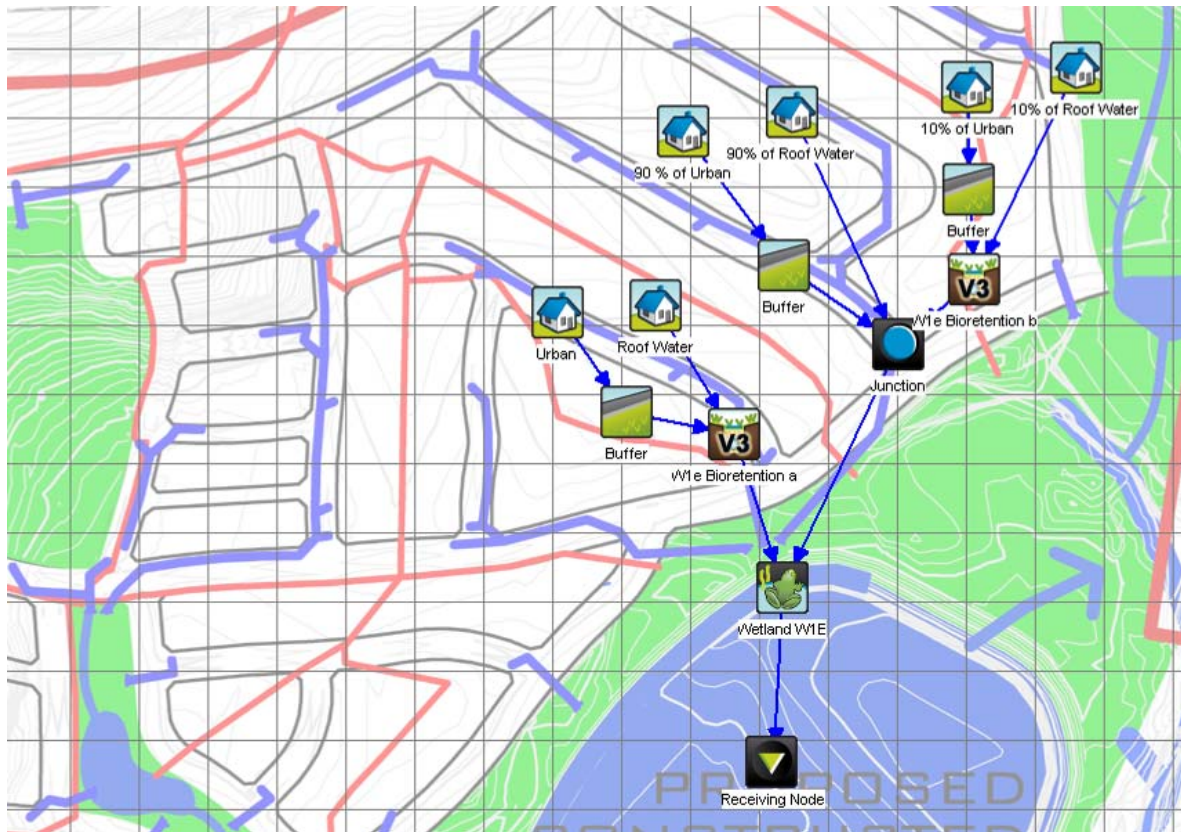 10% of Roof Water
10% of Urban
90% of Roof Water
90 % of Urban
Buffer
Buffer
V3
W1e Bioretention b
Urban
Roof Water
Junction
Buffer
V3
W1e Bioretention a
Wetland W1E
PROPOSED
Receiving Node
CONSTRUCTED